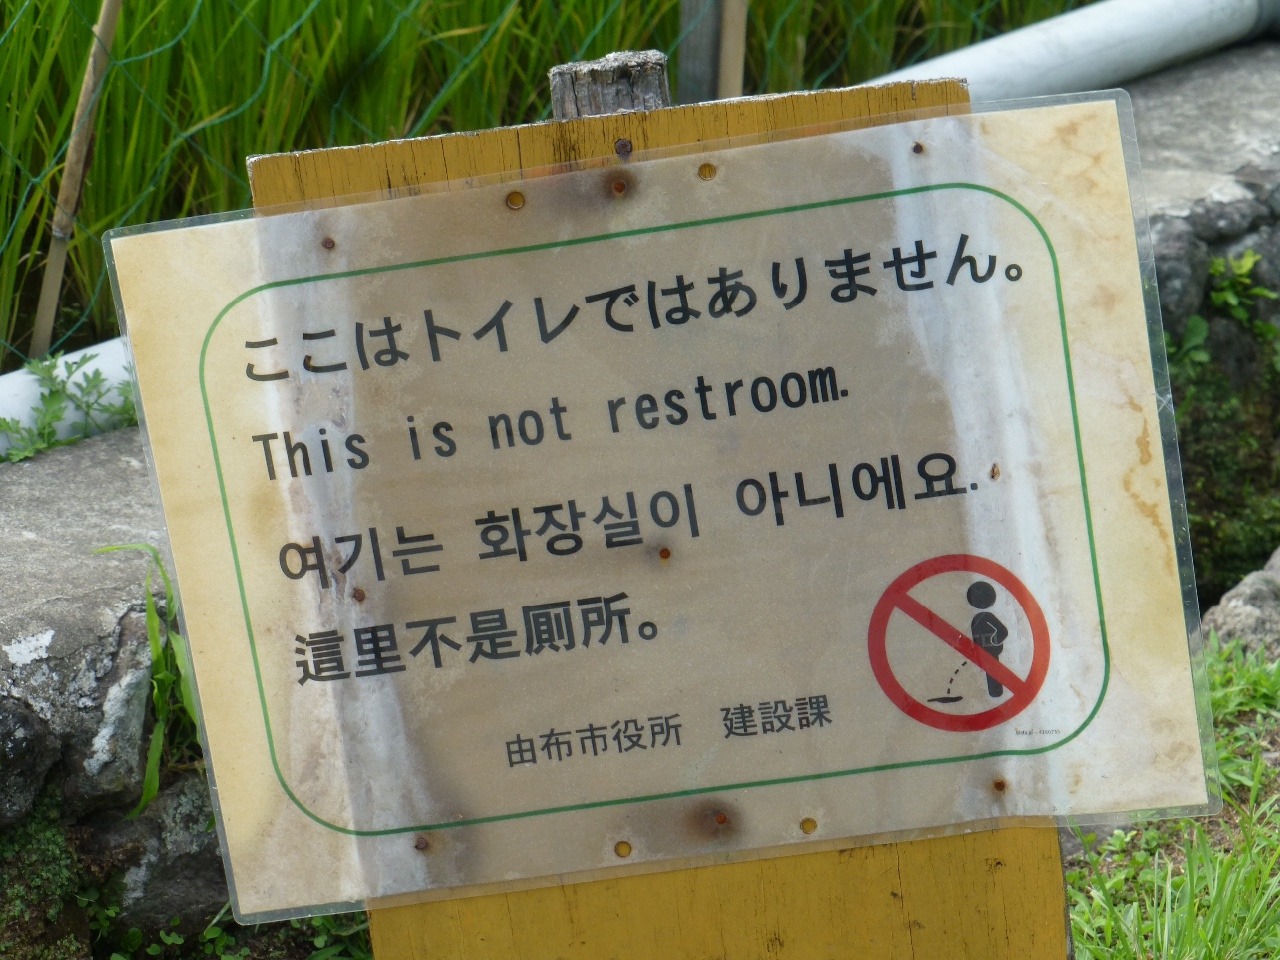 ここはトイレではありません。
This is not restroom.
여기는 화장실이 아니에요.
這里不是厠所。
由布市役所　建設課